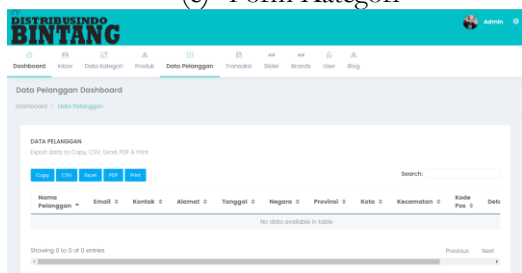 (c) Form Kategori
CV
DISTRIBUSINDO
BINTANG
Admin
Dashboard Inbox Data Kategori Produk Data Pelanggan Transaksi Slider Brands User Blog
Data Pelanggan Dashboard
Dashboard / Data Pelanggan
DATA PELANGGAN
Export data to Copy, CSV, Excel, PDF & Print
Copy CSV Excel PDF Print
Search:
Nama Pelanggan Email Kontak Alamat Tanggal Negara Provinsi Kota Kecamatan Kode Pos Deta
No data available in table
Showing 0 to 0 of 0 entries
Previous Next